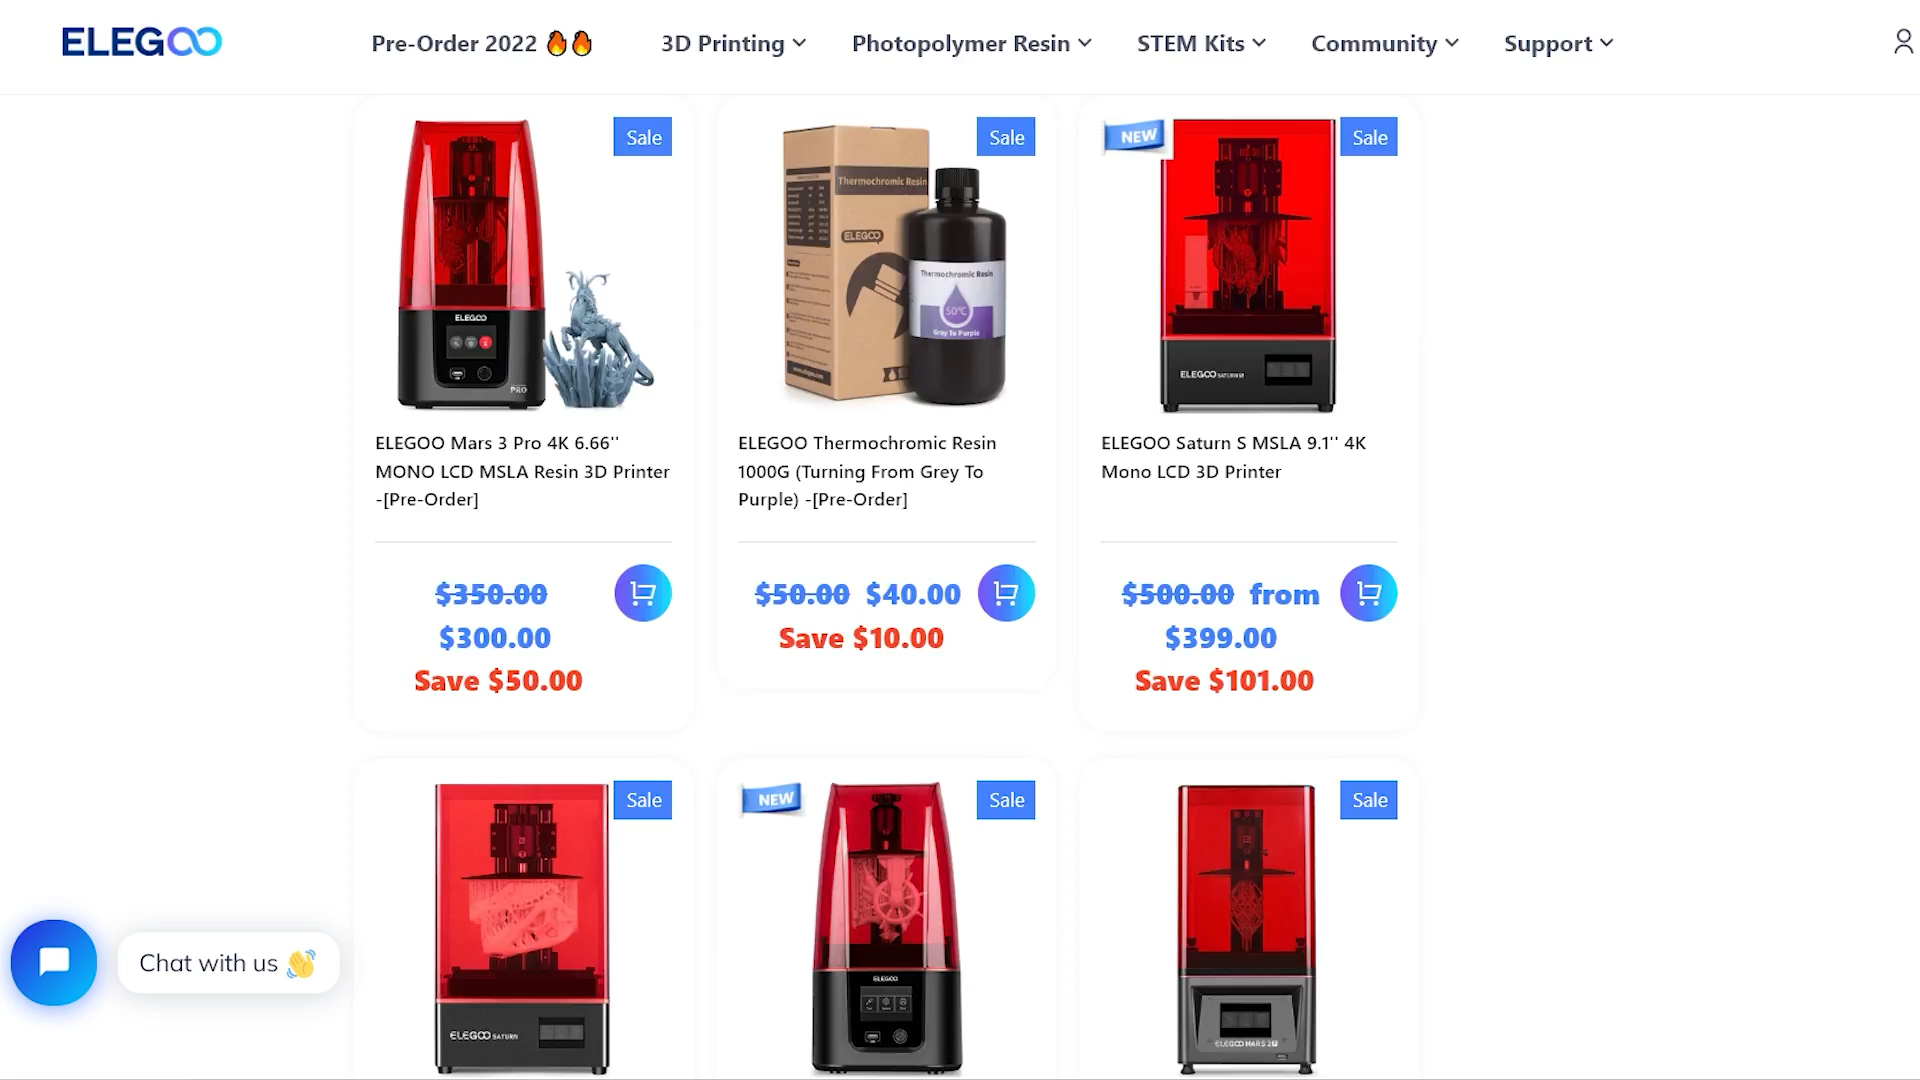 ELEGOO
Pre-Order 2022 🔥🔥
3D Printing
Photopolymer Resin
STEM Kits
Community
Support
Sale
ELEGOO
PRO
ELEGOO Mars 3 Pro 4K 6.66''
MONO LCD MSLA Resin 3D Printer
-[Pre-Order]
$350.00
$300.00
Save $50.00
Sale
Thermochromic Resin
ELEGOO
Thermochromic Resin
50℃
Grey To Purple
ELEGOO Thermochromic Resin
1000G (Turning From Grey To
Purple) -[Pre-Order]
$50.00 $40.00
Save $10.00
NEW
Sale
ELEGOO SATURN S
ELEGOO Saturn S MSLA 9.1'' 4K
Mono LCD 3D Printer
$500.00 from
$399.00
Save $101.00
Sale
ELEGOO SATURN
NEW
Sale
ELEGOO
Sale
ELEGOO MARS 2 P
Chat with us 👋